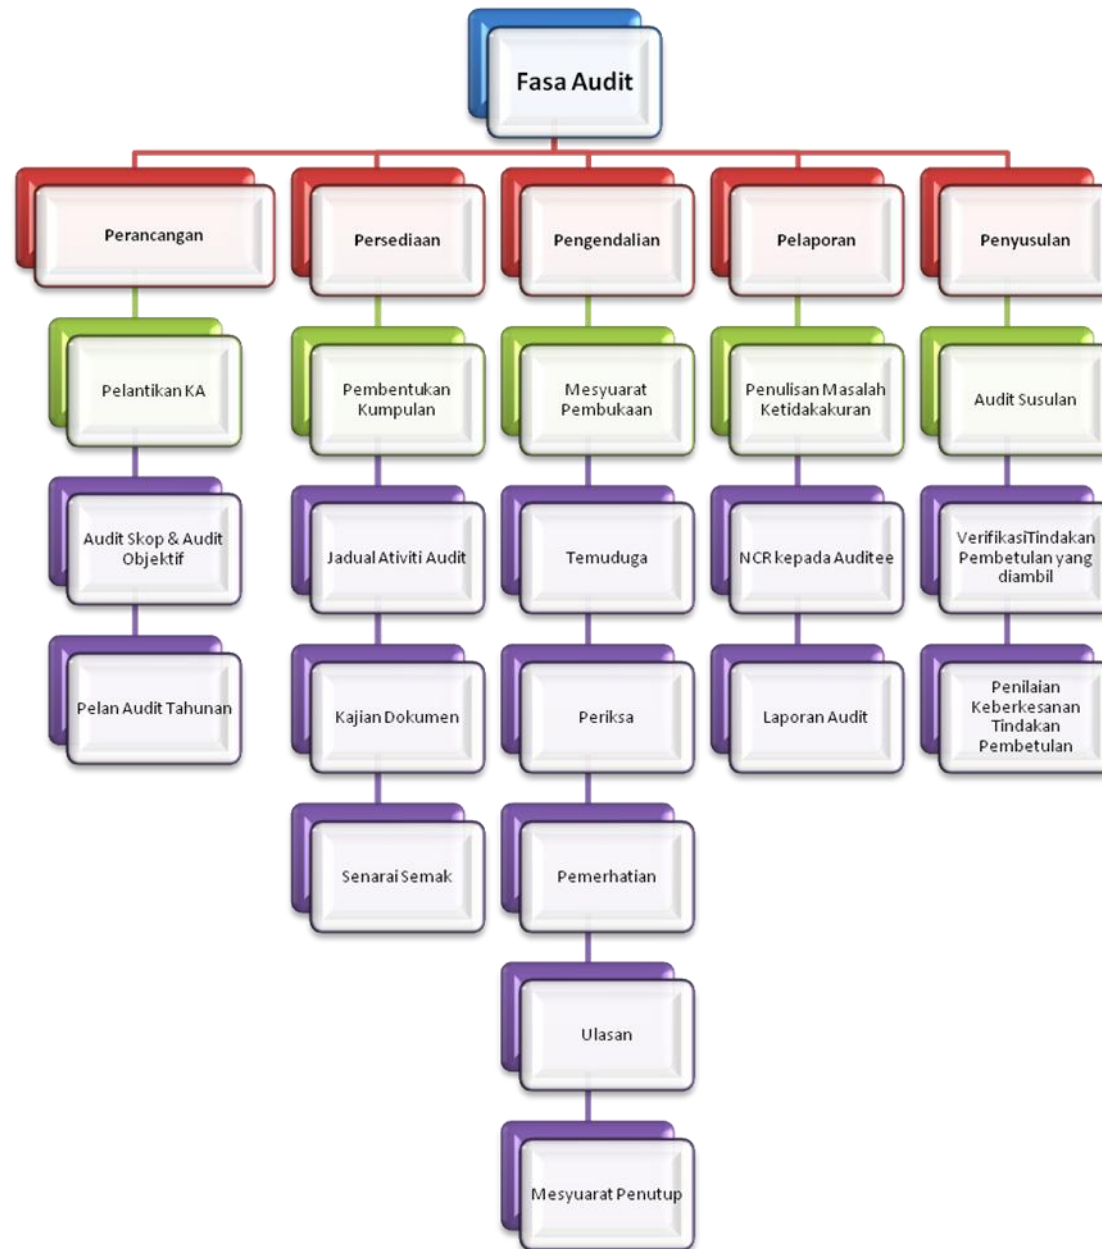 Fasa Audit
Perancangan
Persediaan
Pengendalian
Pelaporan
Penyusulan
Pelantikan KA
Pembentukan
Kumpulan
Mesyuarat
Pembukaan
Penulisan Masalah
Ketidakakuran
Audit Susulan
Audit Skop & Audit
Objektif
Jadual Ativiti Audit
Temuduga
NCR kepada Auditee
VerifikasiTindakan
Pembetulan yang
diambil
Pelan Audit Tahunan
Kajian Dokumen
Periksa
Laporan Audit
Penilaian
Keberkesanan
Tindakan
Pembetulan
Senarai Semak
Pemerhatian
Ulasan
Mesyuarat Penutup